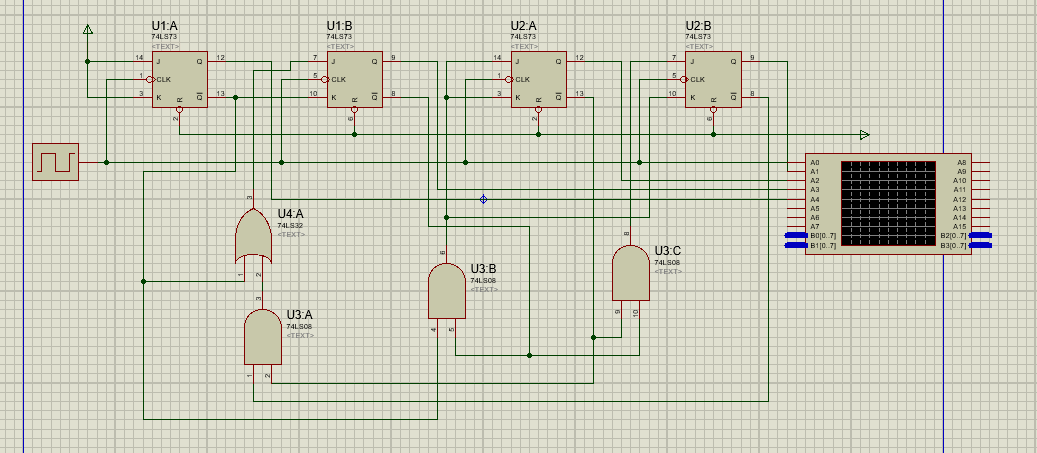 U1:A
74LS73
<TEXT>
14 J Q 12
1 CLK
3 K Q 13
R
2
U1:B
74LS73
<TEXT>
7 J Q 9
5 CLK
10 K Q 8
R
6
U2:A
74LS73
<TEXT>
14 J Q 12
1 CLK
3 K Q 13
R
2
U2:B
74LS73
<TEXT>
7 J Q 9
5 CLK
10 K Q 8
R
6
A0 A8
A1 A9
A2 A10
A3 A11
A4 A12
A5 A13
A6 A14
A7 A15
B0[0..7] B2[0..7]
B1[0..7] B3[0..7]
3
U4:A
74LS32
<TEXT>
1 2
6
U3:B
74LS08
<TEXT>
4 5
8
U3:C
74LS08
<TEXT>
9 10
3
U3:A
74LS08
<TEXT>
1 2